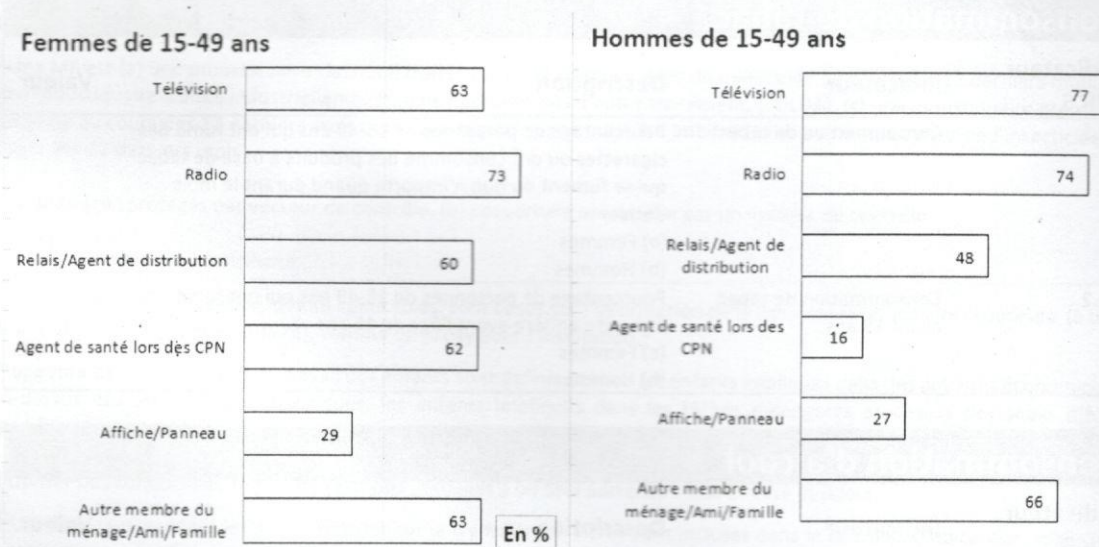 Femmes de 15-49 ans
Télévision 63
Radio 73
Relais/Agent de distribution 60
Agent de santé lors des CPN 62
Affiche/Panneau 29
Autre membre du
ménage/Ami/Famille 63
En %
Hommes de 15-49 ans
Télévision 77
Radio 74
Relais/Agent de
distribution 48
Agent de santé lors des
CPN 16
Affiche/Panneau 27
Autre membre du
ménage/Ami/Famille 66